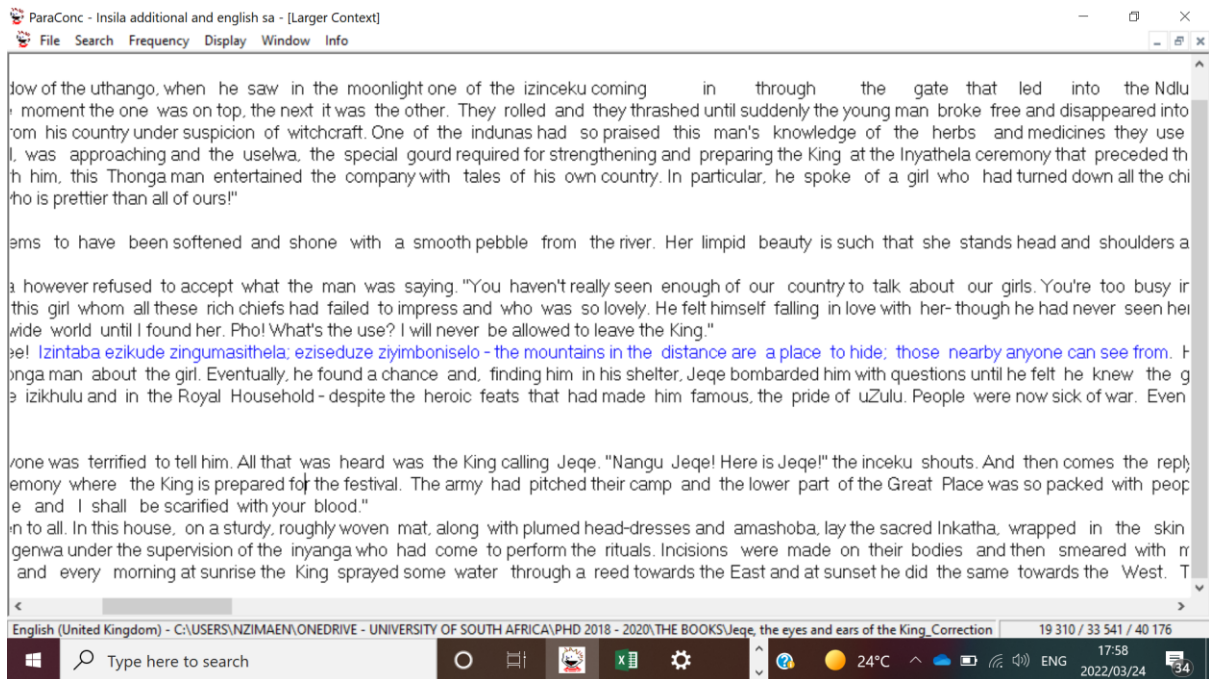 ParaConc - Insila additional and english sa - [Larger Context]
File Search Frequency Display Window Info
dow of the uthango, when he saw in the moonlight one of the izinceku coming in through the gate that led into the Ndlu
moment the one was on top, the next it was the other. They rolled and they thrashed until suddenly the young man broke free and disappeared into
rom his country under suspicion of witchcraft. One of the indunas had so praised this man's knowledge of the herbs and medicines they use
l, was approaching and the uselwa, the special gourd required for strengthening and preparing the King at the Inyathela ceremony that preceded th
h him, this Thonga man entertained the company with tales of his own country. In particular, he spoke of a girl who had turned down all the chi
ho is prettier than all of ours!"
ems to have been softened and shone with a smooth pebble from the river. Her limpid beauty is such that she stands head and shoulders a
however refused to accept what the man was saying. "You haven't really seen enough of our country to talk about our girls. You're too busy in
this girl whom all these rich chiefs had failed to impress and who was so lovely. He felt himself falling in love with her- though he had never seen her
wide world until I found her. Pho! What's the use? I will never be allowed to leave the King."
ee! Izintaba ezikude zingumasithela; eziseduze ziyimboniselo - the mountains in the distance are a place to hide; those nearby anyone can see from. H
onga man about the girl. Eventually, he found a chance and, finding him in his shelter, Jeqe bombarded him with questions until he felt he knew the g
e izikhulu and in the Royal Household - despite the heroic feats that had made him famous, the pride of uZulu. People were now sick of war. Even
yone was terrified to tell him. All that was heard was the King calling Jeqe. "Nangu Jeqe! Here is Jeqe!" the inceku shouts. And then comes the reply
emony where the King is prepared for the festival. The army had pitched their camp and the lower part of the Great Place was so packed with peop
e and I shall be scarified with your blood."
en to all. In this house, on a sturdy, roughly woven mat, along with plumed head-dresses and amashoba, lay the sacred Inkatha, wrapped in the skin
genwa under the supervision of the inyanga who had come to perform the rituals. Incisions were made on their bodies and then smeared with m
and every morning at sunrise the King sprayed some water through a reed towards the East and at sunset he did the same towards the West. T
English (United Kingdom) - C:\USERS\NZIMAEN\ONEDRIVE - UNIVERSITY OF SOUTH AFRICA\PHD 2018 - 2020\THE BOOKS\Jeqe, the eyes and ears of the King_Correction 19 310 / 33 541 / 40 176
Type here to search
24°C ENG 17:58
2022/03/24 34